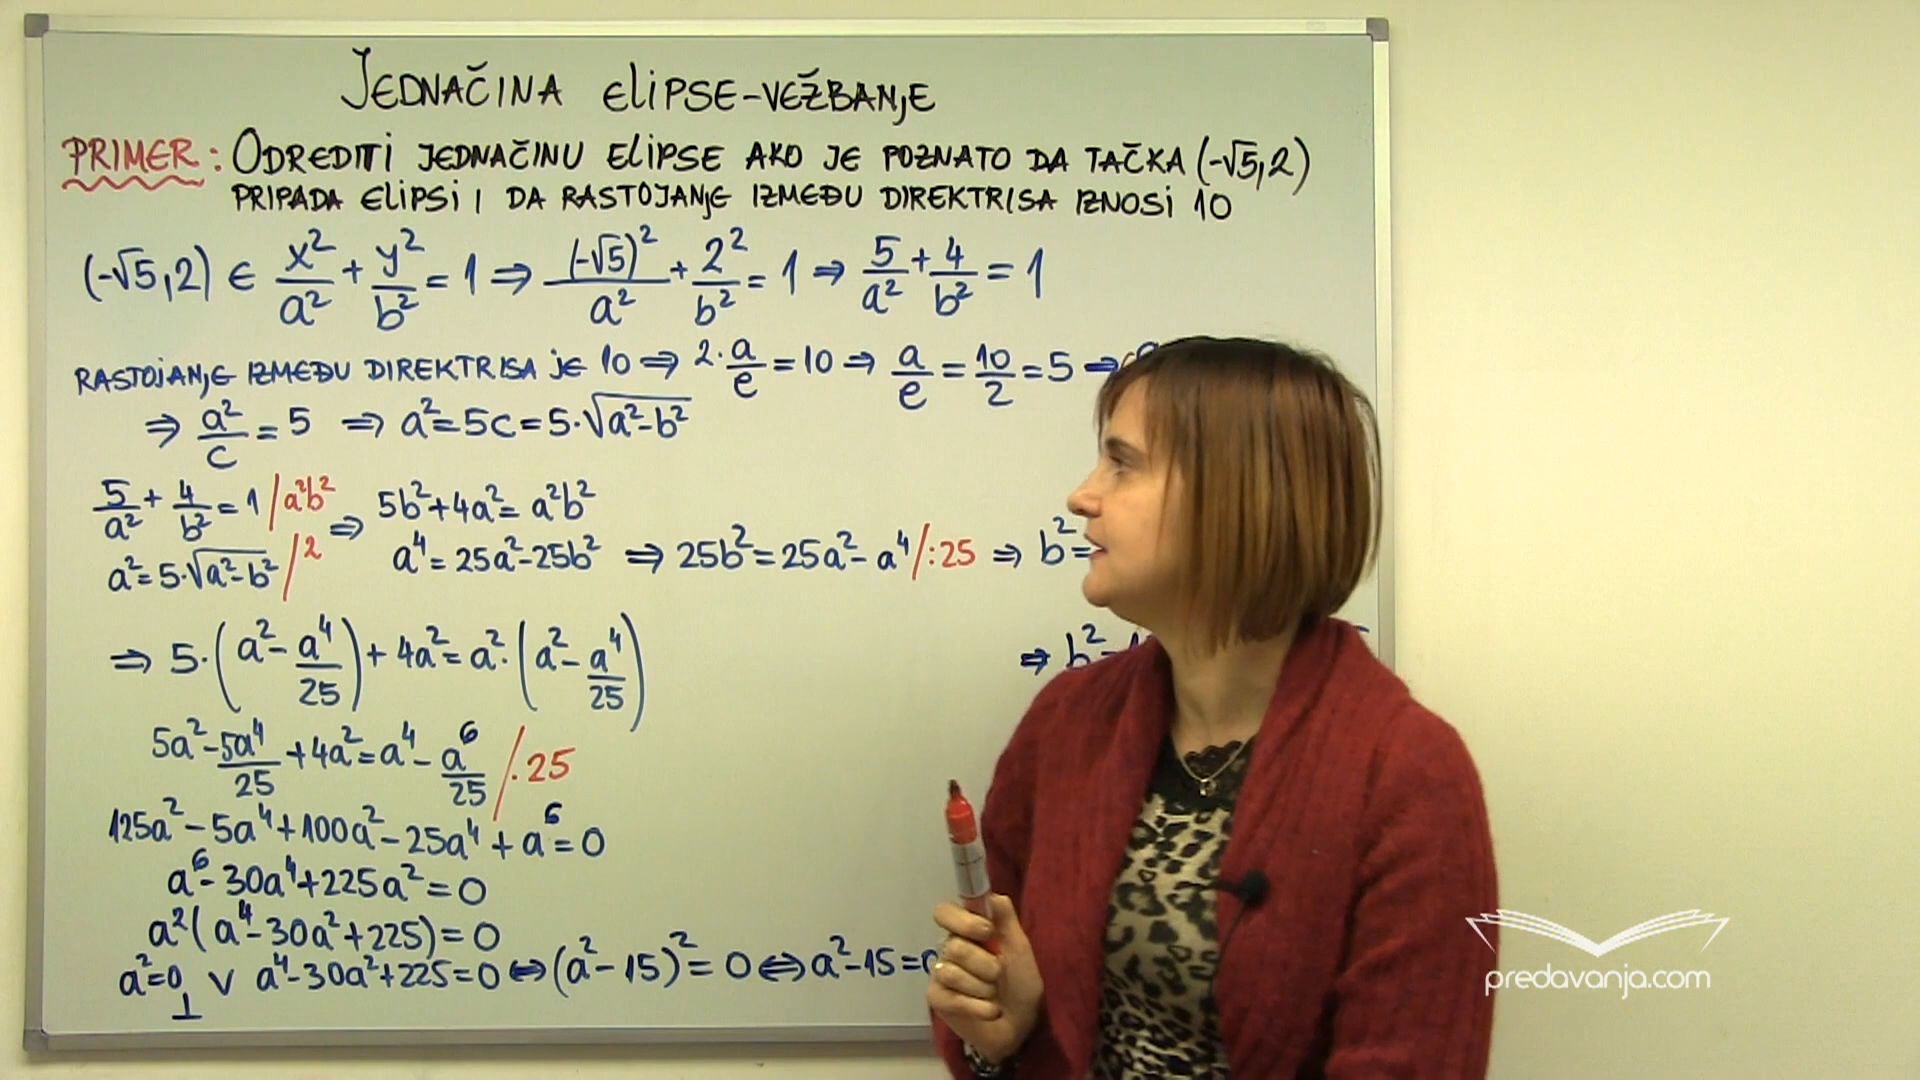 JEDNAČINA ELIPSE-VEŽBANJE
PRIMER: ODREDITI JEDNAČINU ELIPSE AKO JE POZNATO DA TAČKA (-√5,2)
PRIPADA ELIPSI I DA RASTOJANJE IZMEĐU DIREKTRISA IZNOSI 10
(-√5,2) ∈ x²/a² + y²/b² = 1 ⇒ (-√5)²/a² + 2²/b² = 1 ⇒ 5/a² + 4/b² = 1
RASTOJANJE IZMEĐU DIREKTRISA JE 10 ⇒ 2·a/e = 10 ⇒ a/e = 10/2 = 5 ⇒
⇒ a²/c = 5 ⇒ a² = 5c = 5·√(a²-b²)
5/a² + 4/b² = 1 /a²b² ⇒ 5b²+4a² = a²b²
a² = 5·√(a²-b²) /² a⁴ = 25a²-25b² ⇒ 25b² = 25a²-a⁴ /:25 ⇒ b² =
⇒ 5·(a² - a⁴/25) + 4a² = a²·(a² - a⁴/25) ⇒ b²
5a² - 5a⁴/25 + 4a² = a⁴ - a⁶/25 /·25
125a² - 5a⁴ + 100a² - 25a⁴ + a⁶ = 0
a⁶ - 30a⁴ + 225a² = 0
a²(a⁴ - 30a² + 225) = 0
a² = 0 ⊥ ∨ a⁴ - 30a² + 225 = 0 ⇔ (a² - 15)² = 0 ⇔ a² - 15 = 0
predavanja.com